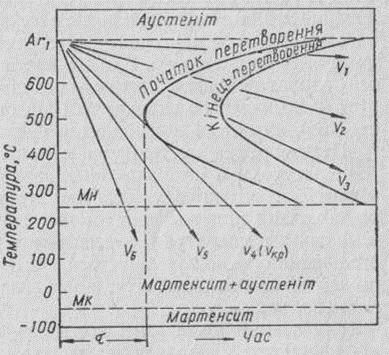 Аустеніт
Ar₁
Початок перетворення
Кінець перетворення
V₁
600
500
V₂
400
300
V₃
Мн
200
V₆
V₅
V₄(Vкр)
100
Мартенсит+аустеніт
0
Мк
Мартенсит
-100
τ
Час
Температура,°С